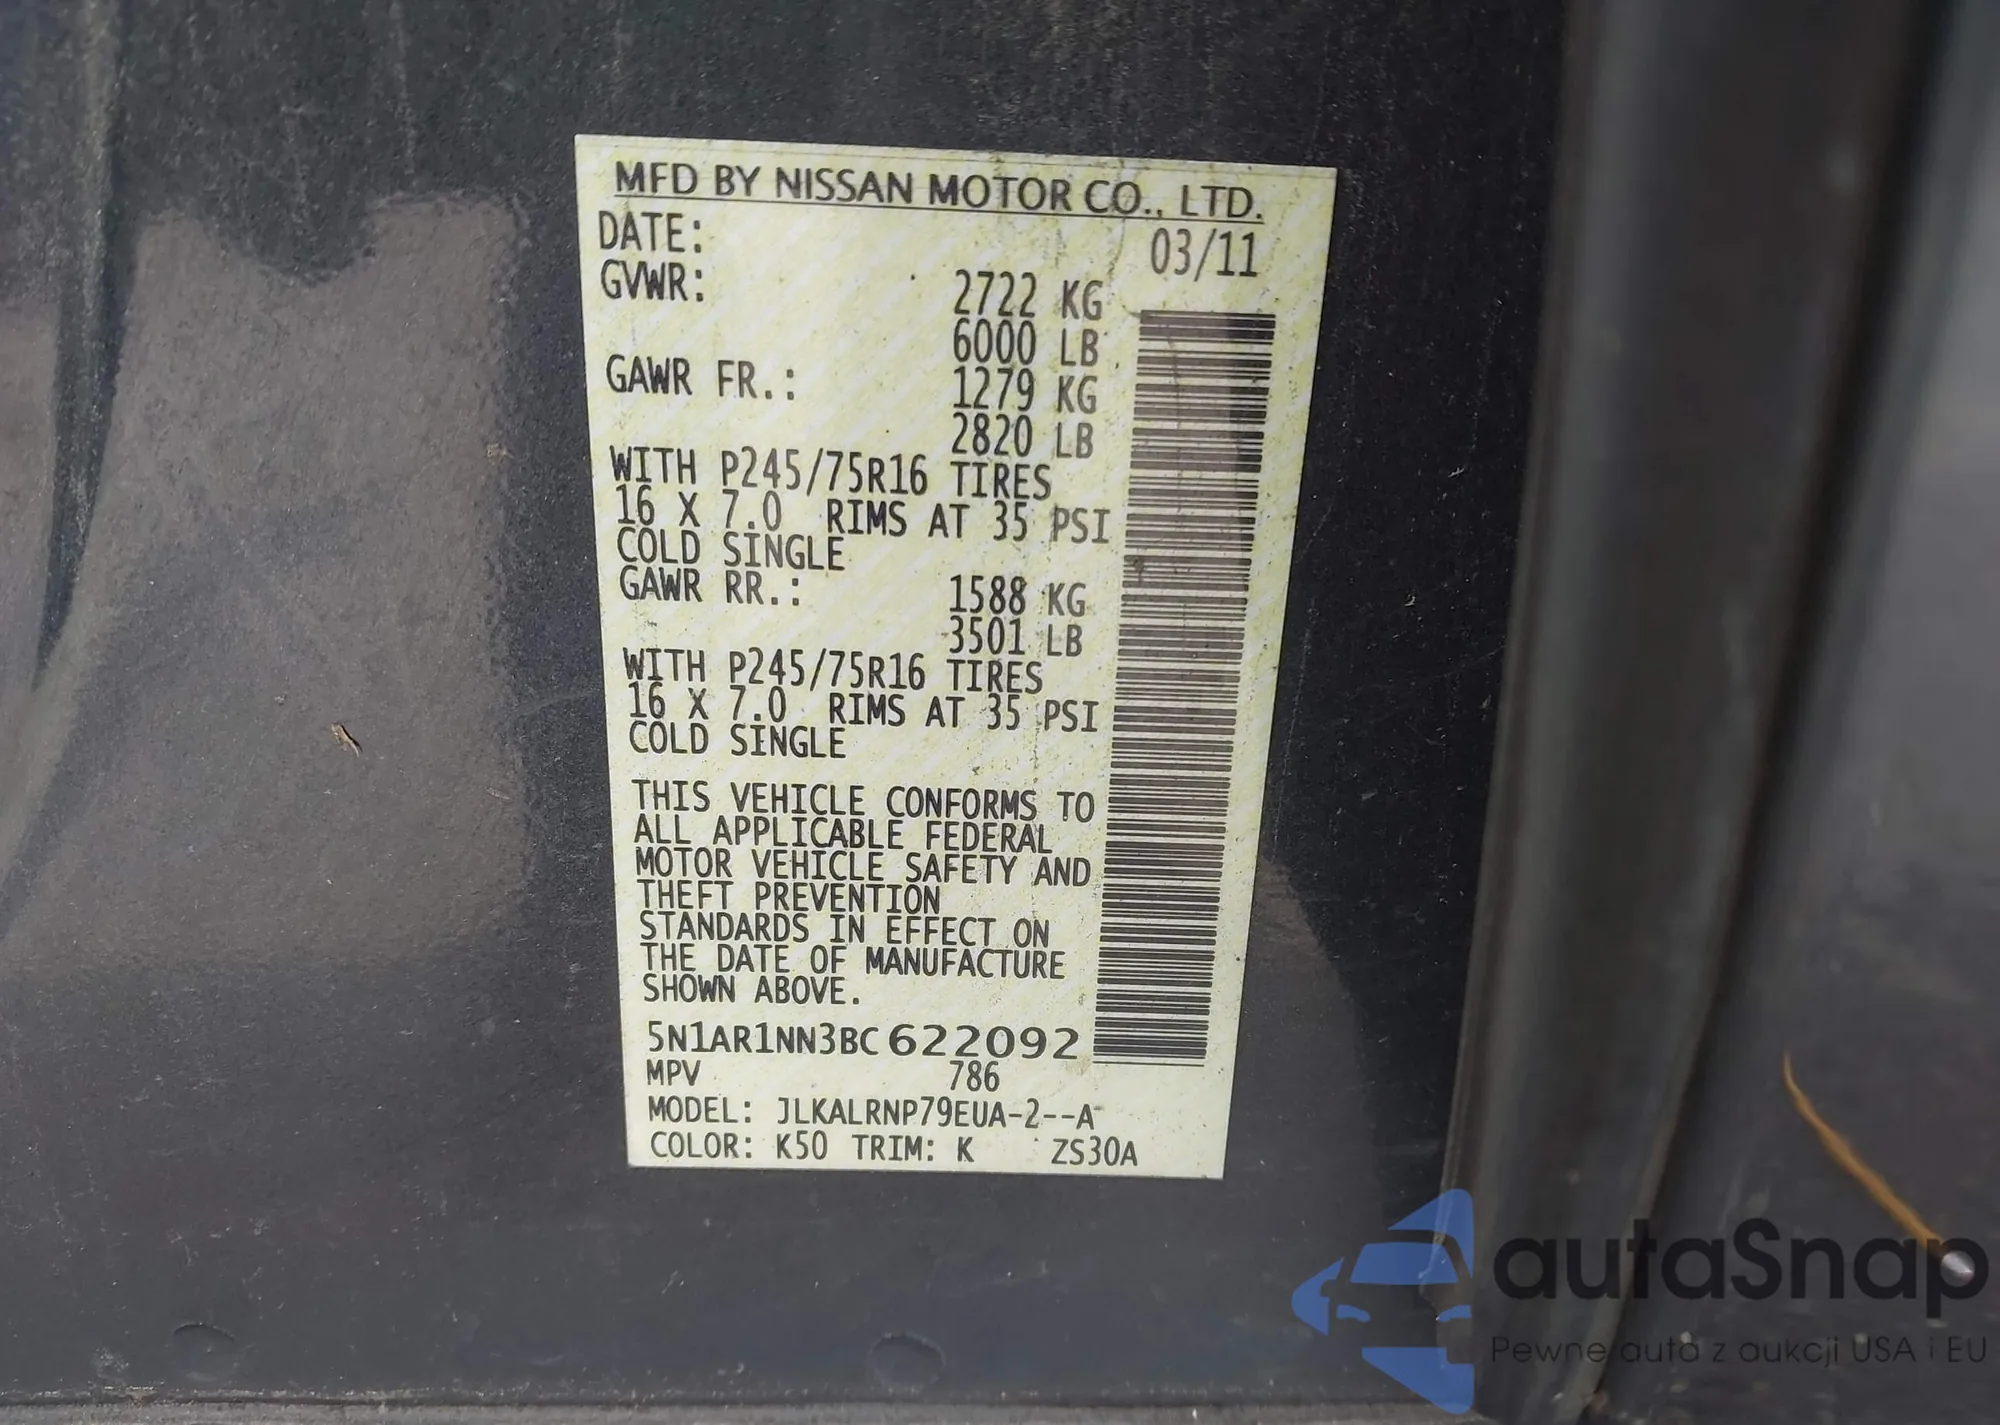 MFD BY NISSAN MOTOR CO., LTD.
DATE: 03/11
GVWR: 2722 KG
6000 LB
GAWR FR.: 1279 KG
2820 LB
WITH P245/75R16 TIRES
16 X 7.0 RIMS AT 35 PSI
COLD SINGLE
GAWR RR.: 1588 KG
3501 LB
WITH P245/75R16 TIRES
16 X 7.0 RIMS AT 35 PSI
COLD SINGLE
THIS VEHICLE CONFORMS TO
ALL APPLICABLE FEDERAL
MOTOR VEHICLE SAFETY AND
THEFT PREVENTION
STANDARDS IN EFFECT ON
THE DATE OF MANUFACTURE
SHOWN ABOVE.
5N1AR1NN3BC622092
MPV 786
MODEL: JLKALRNP79EUA-2--A
COLOR: K50 TRIM: K ZS30A
autaSnap
Pewne auta z aukcji USA i EU